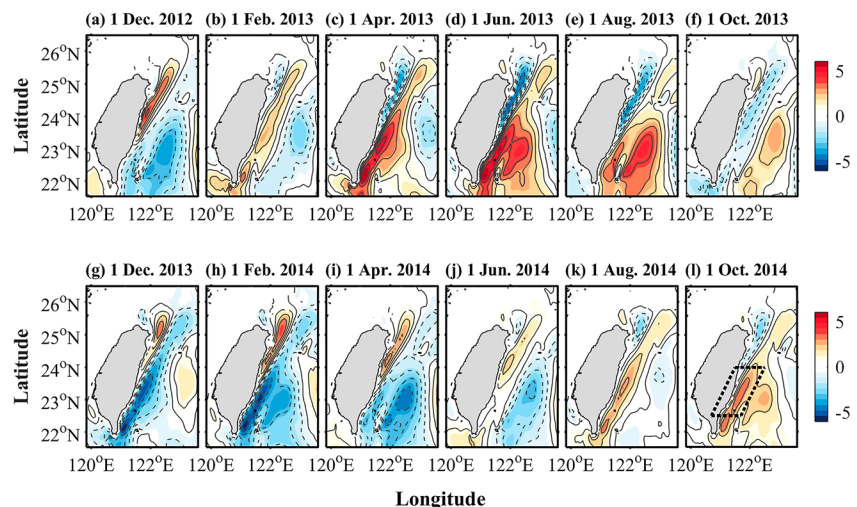 (a) 1 Dec. 2012 (b) 1 Feb. 2013 (c) 1 Apr. 2013 (d) 1 Jun. 2013 (e) 1 Aug. 2013 (f) 1 Oct. 2013
26°N
25°N
24°N
23°N
22°N
Latitude
5
0
-5
120°E 122°E 120°E 122°E 120°E 122°E 120°E 122°E 120°E 122°E 120°E 122°E
(g) 1 Dec. 2013 (h) 1 Feb. 2014 (i) 1 Apr. 2014 (j) 1 Jun. 2014 (k) 1 Aug. 2014 (l) 1 Oct. 2014
26°N
25°N
24°N
23°N
22°N
Latitude
5
0
-5
120°E 122°E 120°E 122°E 120°E 122°E 120°E 122°E 120°E 122°E 120°E 122°E
Longitude